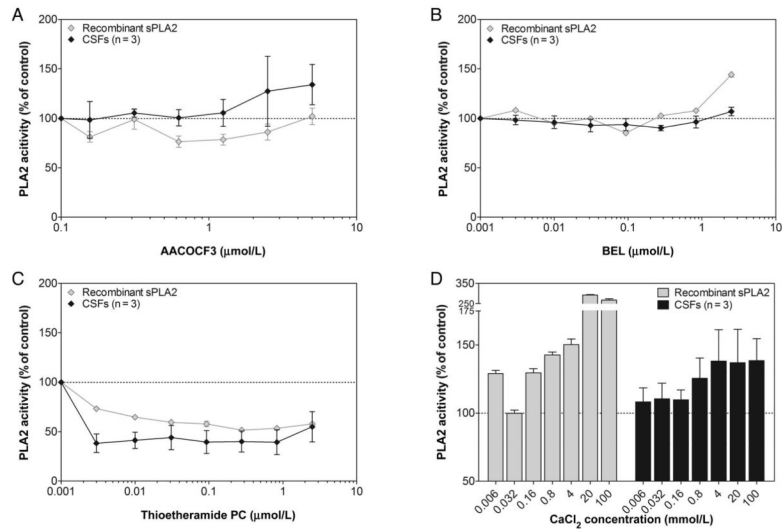 A
Recombinant sPLA2
CSFs (n = 3)
PLA2 acitivity (% of control)
200
150
100
50
0
0.1
1
10
AACOCF3 (μmol/L)
B
Recombinant sPLA2
CSFs (n = 3)
PLA2 acitivity (% of control)
200
150
100
50
0
0.001
0.01
0.1
1
10
BEL (μmol/L)
C
Recombinant sPLA2
CSFs (n = 3)
PLA2 acitivity (% of control)
200
150
100
50
0
0.001
0.01
0.1
1
10
Thioetheramide PC (μmol/L)
D
Recombinant sPLA2
CSFs (n = 3)
PLA2 acitivity (% of control)
350
250
175
150
100
50
0.006
0.032
0.16
0.8
4
20
100
0.006
0.032
0.16
0.8
4
20
100
CaCl₂ concentration (mmol/L)